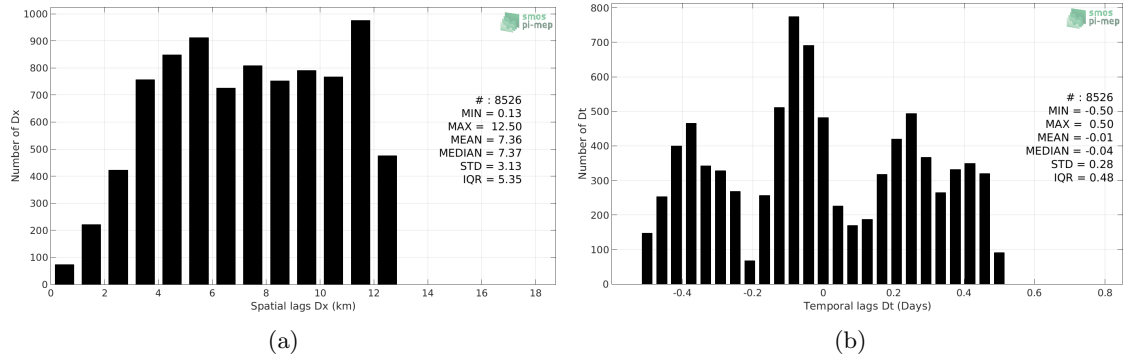 smos
pi-mep
1000
900
800
700
600
500
400
300
200
100
0
Number of Dx
# : 8526
MIN = 0.13
MAX = 12.50
MEAN = 7.36
MEDIAN = 7.37
STD = 3.13
IQR = 5.35
0 2 4 6 8 10 12 14 16 18
Spatial lags Dx (km)
(a)
smos
pi-mep
800
700
600
500
400
300
200
100
0
Number of Dt
# : 8526
MIN = -0.50
MAX = 0.50
MEAN = -0.01
MEDIAN = -0.04
STD = 0.28
IQR = 0.48
-0.4 -0.2 0 0.2 0.4 0.6 0.8
Temporal lags Dt (Days)
(b)